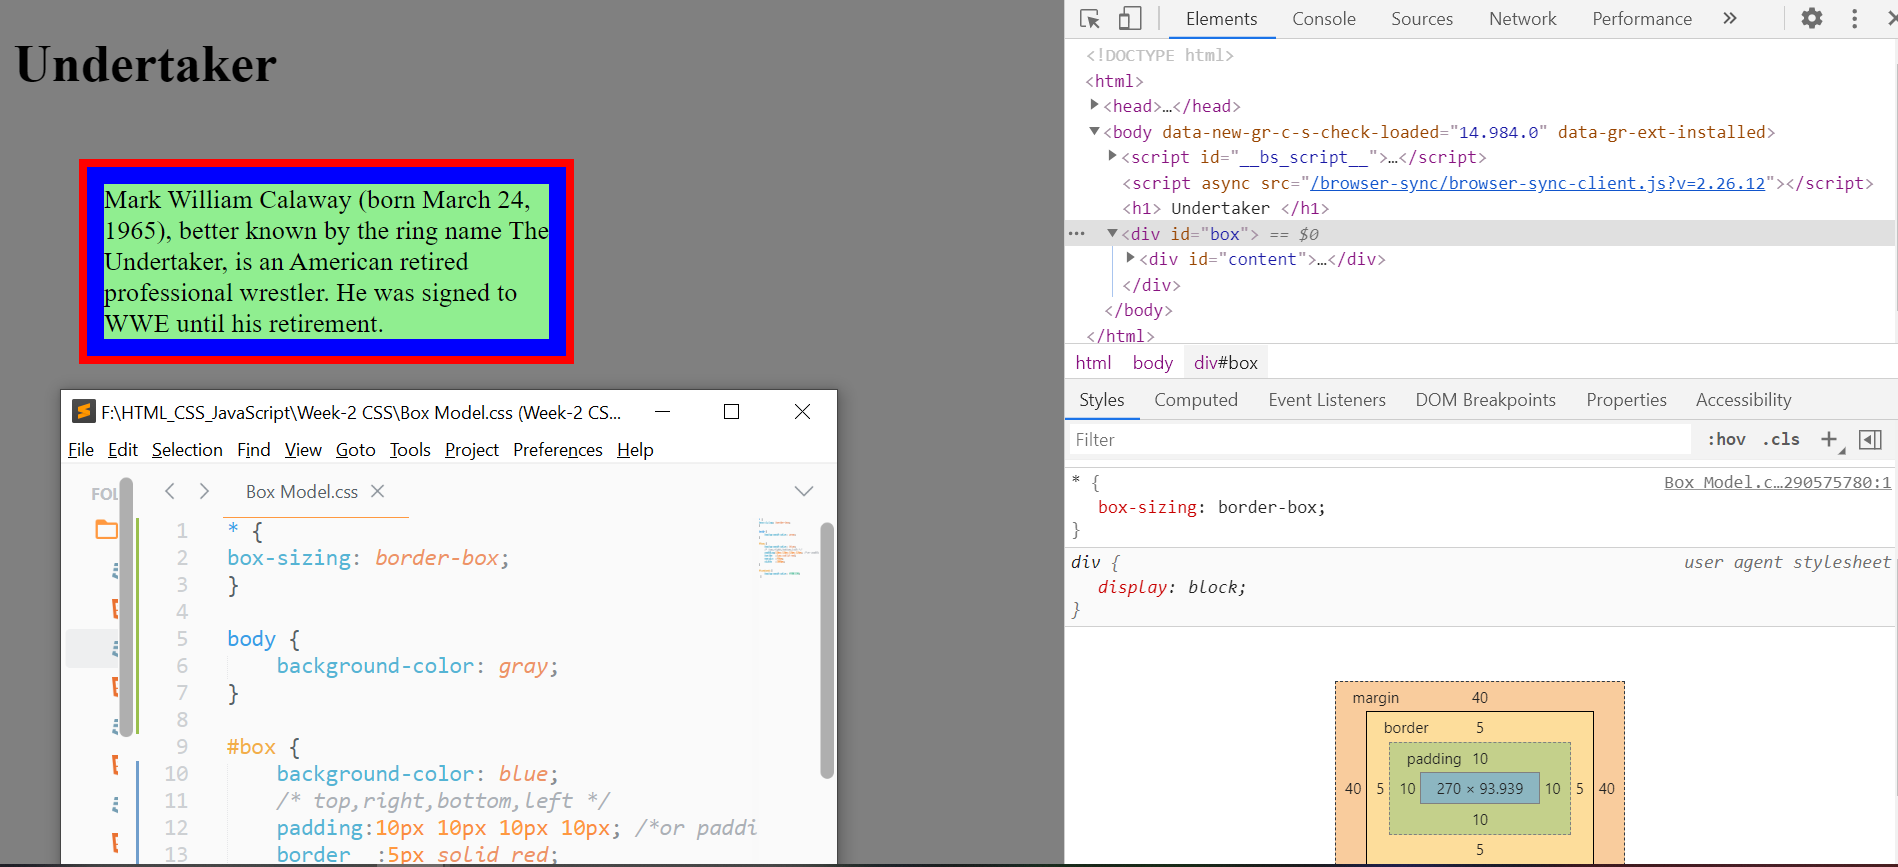 Undertaker
Mark William Calaway (born March 24,
1965), better known by the ring name The
Undertaker, is an American retired
professional wrestler. He was signed to
WWE until his retirement.
F:\HTML_CSS_JavaScript\Week-2 CSS\Box Model.css (Week-2 CS...
File Edit Selection Find View Goto Tools Project Preferences Help
FOL
Box Model.css
1 * {
2 box-sizing: border-box;
3 }
4
5 body {
6 background-color: gray;
7 }
8
9 #box {
10 background-color: blue;
11 /* top,right,bottom,left */
12 padding:10px 10px 10px 10px; /*or paddi
13 border :5px solid red;
Elements Console Sources Network Performance »
<!DOCTYPE html>
<html>
<head>…</head>
<body data-new-gr-c-s-check-loaded="14.984.0" data-gr-ext-installed>
<script id="__bs_script__">…</script>
<script async src="/browser-sync/browser-sync-client.js?v=2.26.12"></script>
<h1> Undertaker </h1>
<div id="box"> == $0
<div id="content">…</div>
</div>
</body>
</html>
html body div#box
Styles Computed Event Listeners DOM Breakpoints Properties Accessibility
Filter :hov .cls +
* { Box Model.c…290575780:1
box-sizing: border-box;
}
div { user agent stylesheet
display: block;
}
margin 40
border 5
padding 10
40 5 10 270 × 93.939 10 5 40
10
5